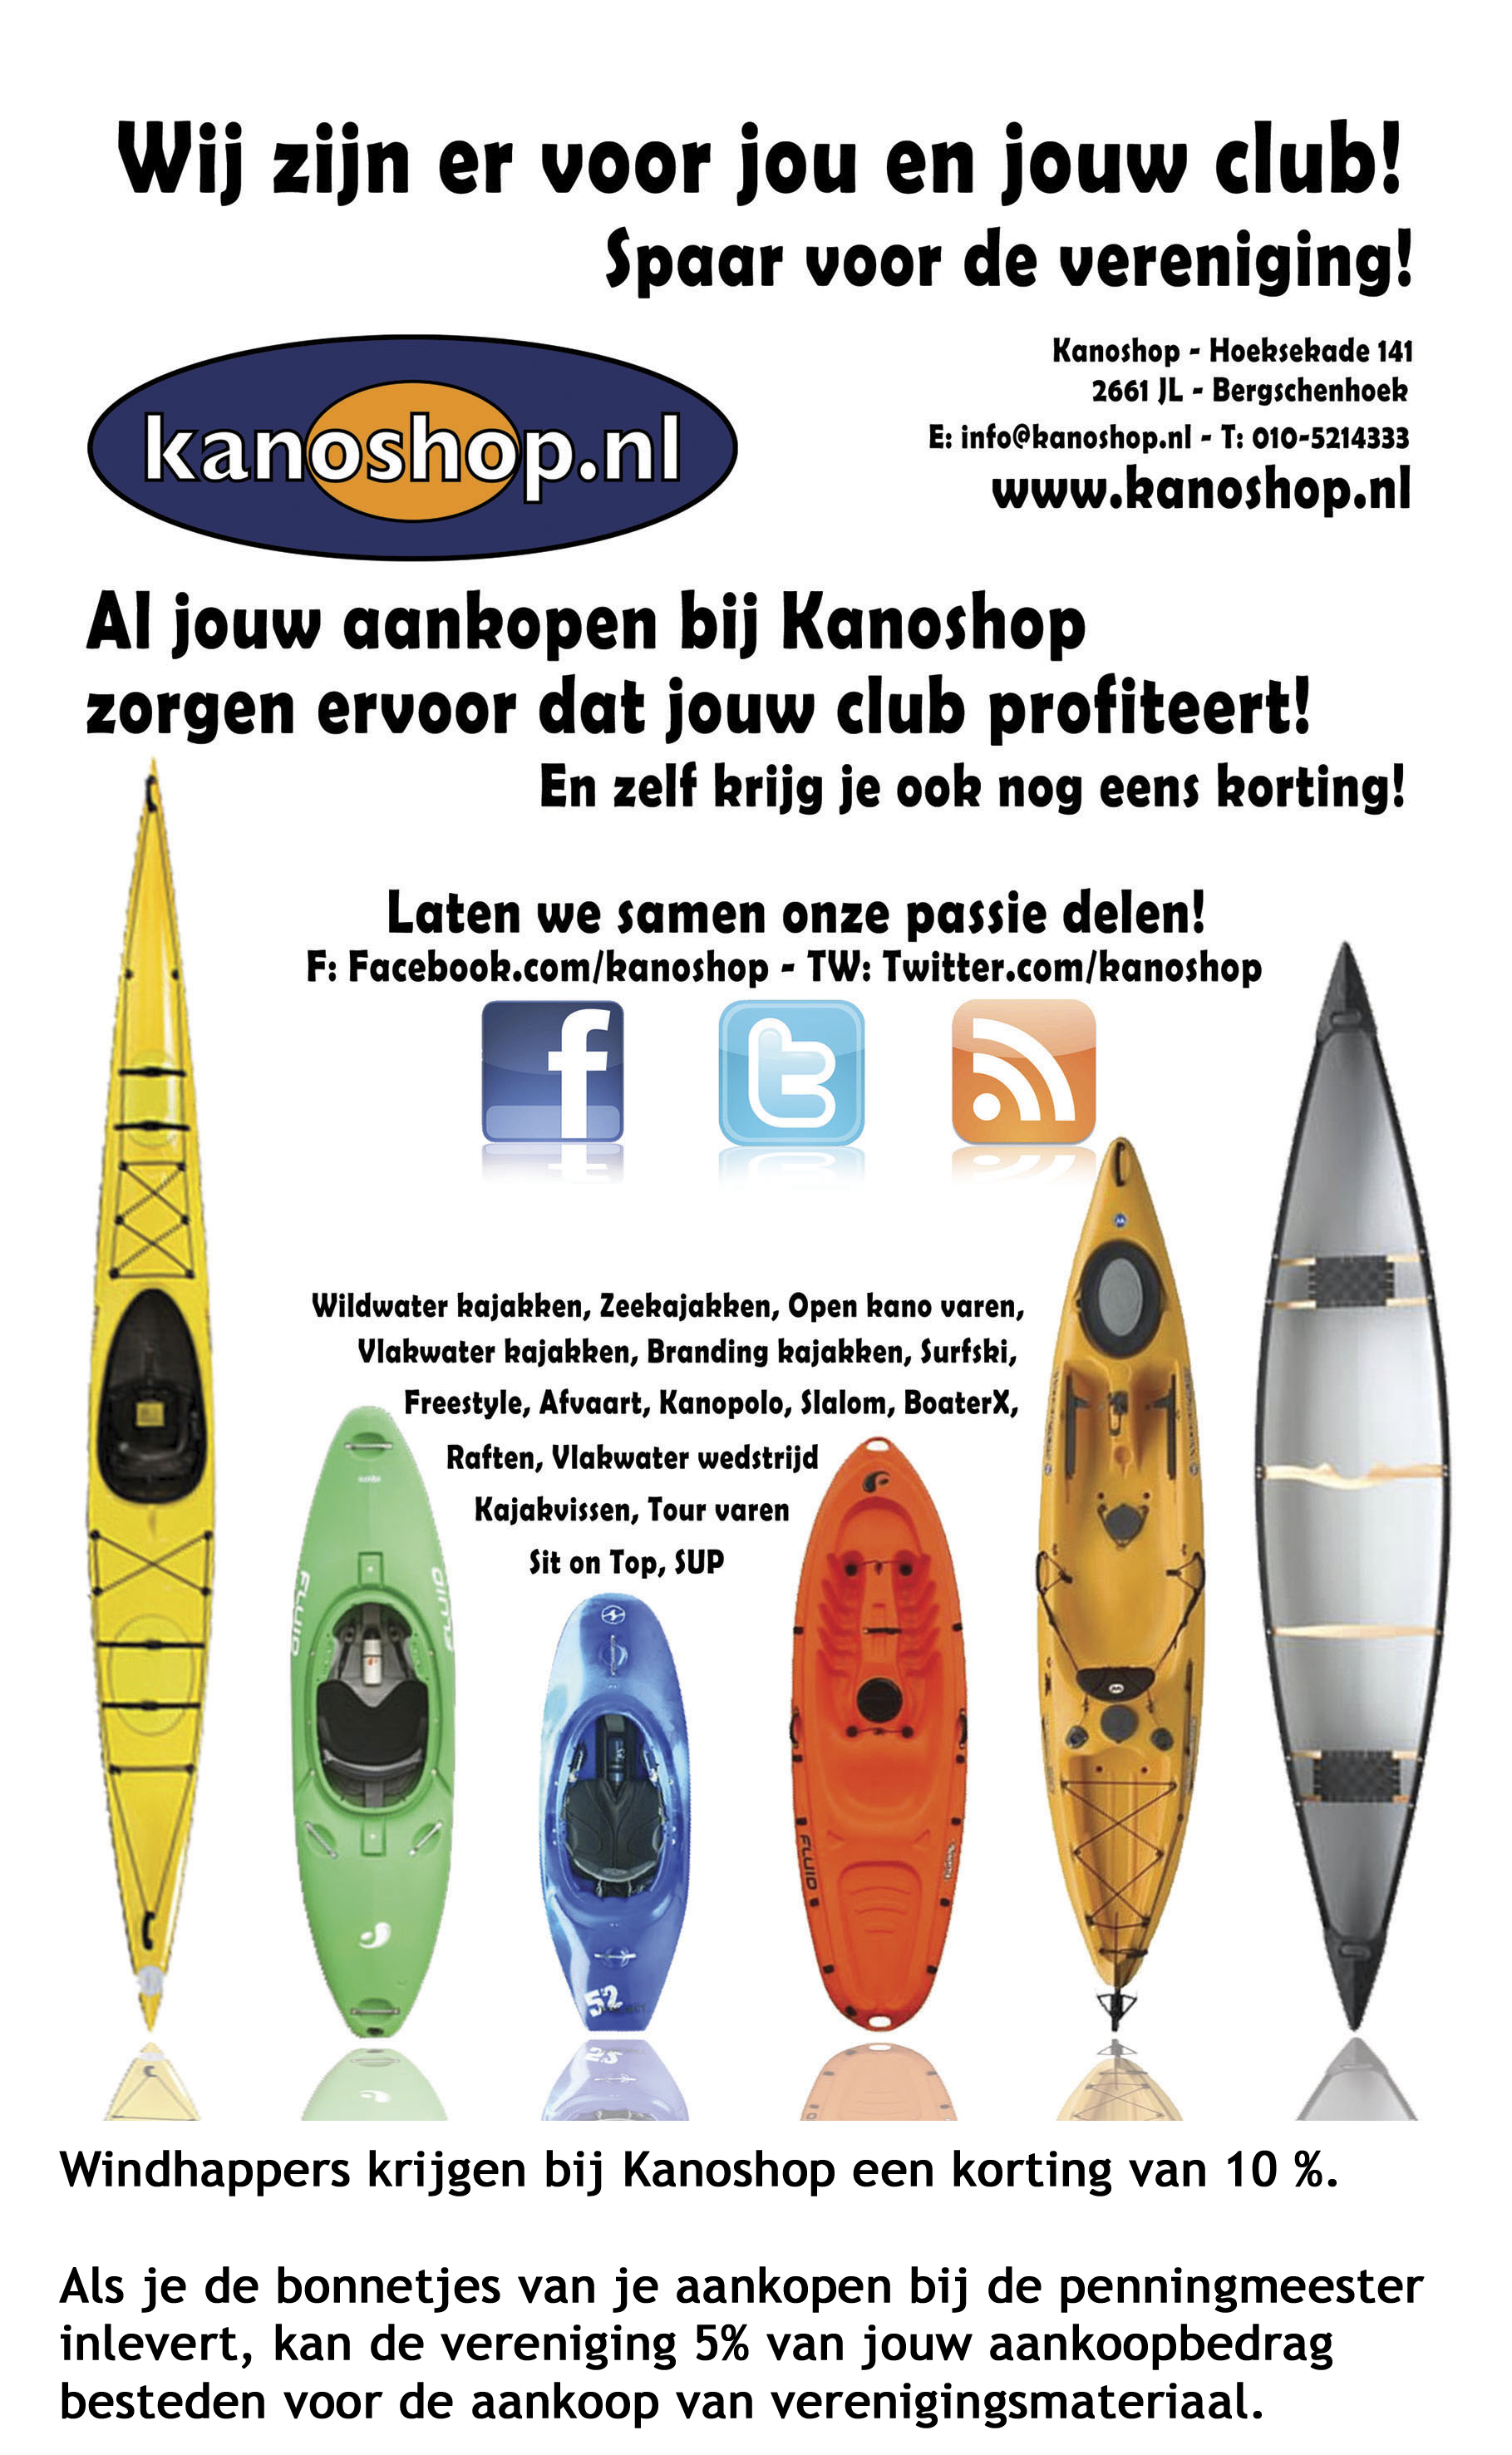 Wij zijn er voor jou en jouw club!
Spaar voor de vereniging!
kanoshop.nl
Kanoshop - Hoeksekade 141
2661 JL - Bergschenhoek
E: info@kanoshop.nl - T: 010-5214333
www.kanoshop.nl
Al jouw aankopen bij Kanoshop
zorgen ervoor dat jouw club profiteert!
En zelf krijg je ook nog eens korting!
Laten we samen onze passie delen!
F: Facebook.com/kanoshop - TW: Twitter.com/kanoshop
Wildwater kajakken, Zeekajakken, Open kano varen,
Vlakwater kajakken, Branding kajakken, Surfski,
Freestyle, Afvaart, Kanopolo, Slalom, BoaterX,
Raften, Vlakwater wedstrijd
Kajakvissen, Tour varen
Sit on Top, SUP
FLUID
FLUID
52
Windhappers krijgen bij Kanoshop een korting van 10 %.
Als je de bonnetjes van je aankopen bij de penningmeester
inlevert, kan de vereniging 5% van jouw aankoopbedrag
besteden voor de aankoop van verenigingsmateriaal.